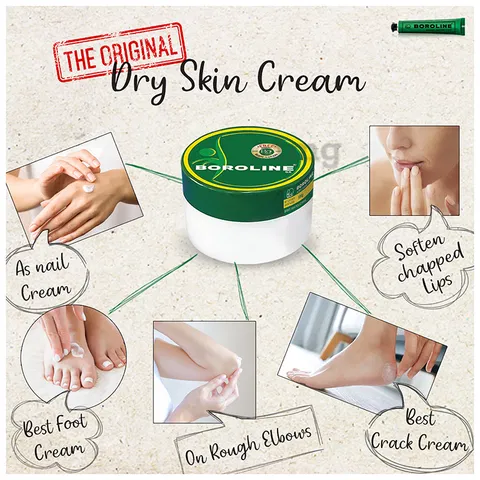 BOROLINE
THE ORIGINAL
Dry Skin Cream
BOROLINE
As nail
Cream
Soften
chapped
Lips
Best Foot
Cream
On Rough Elbows
Best
Crack Cream